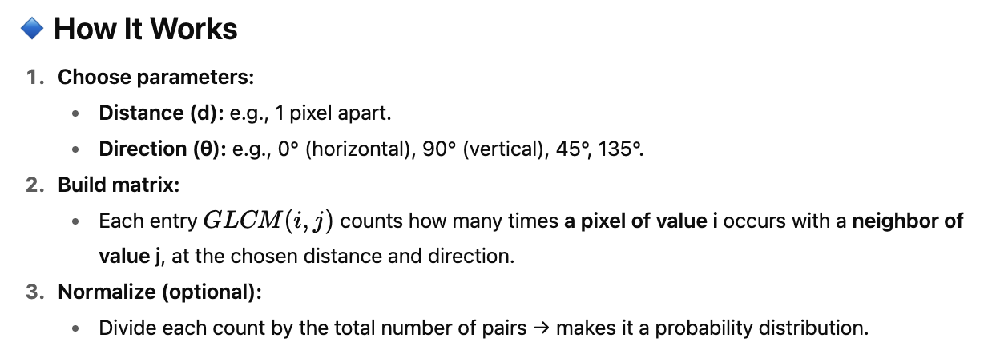 🔷 How It Works
1. Choose parameters:
• Distance (d): e.g., 1 pixel apart.
• Direction (θ): e.g., 0° (horizontal), 90° (vertical), 45°, 135°.
2. Build matrix:
• Each entry GLCM(i, j) counts how many times a pixel of value i occurs with a neighbor of
value j, at the chosen distance and direction.
3. Normalize (optional):
• Divide each count by the total number of pairs → makes it a probability distribution.